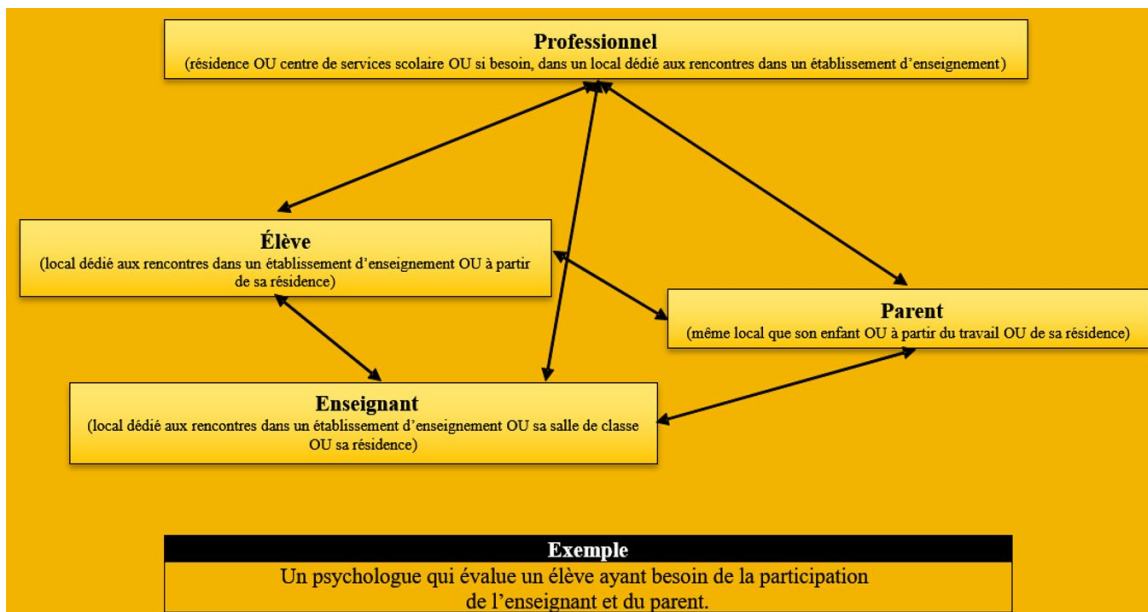 Professionnel
(résidence OU centre de services scolaire OU si besoin, dans un local dédié aux rencontres dans un établissement d’enseignement)
Élève
(local dédié aux rencontres dans un établissement d’enseignement OU à partir
de sa résidence)
Parent
(même local que son enfant OU à partir du travail OU de sa résidence)
Enseignant
(local dédié aux rencontres dans un établissement d’enseignement OU sa salle de classe
OU sa résidence)
Exemple
Un psychologue qui évalue un élève ayant besoin de la participation
de l’enseignant et du parent.